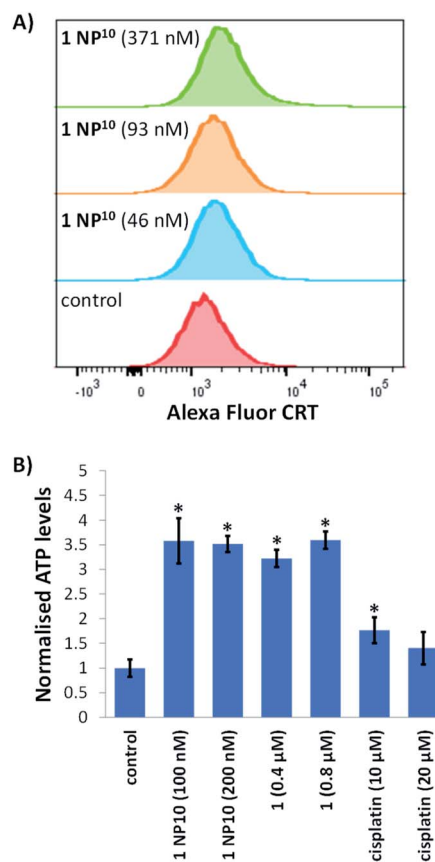 A)
1 NP¹⁰ (371 nM)
1 NP¹⁰ (93 nM)
1 NP¹⁰ (46 nM)
control
-10³ 0 10³ 10⁴ 10⁵
Alexa Fluor CRT
B)
Normalised ATP levels
5
4.5
4
3.5
3
2.5
2
1.5
1
0.5
0
* * * * *
control
1 NP10 (100 nM)
1 NP10 (200 nM)
1 (0.4 µM)
1 (0.8 µM)
cisplatin (10 µM)
cisplatin (20 µM)